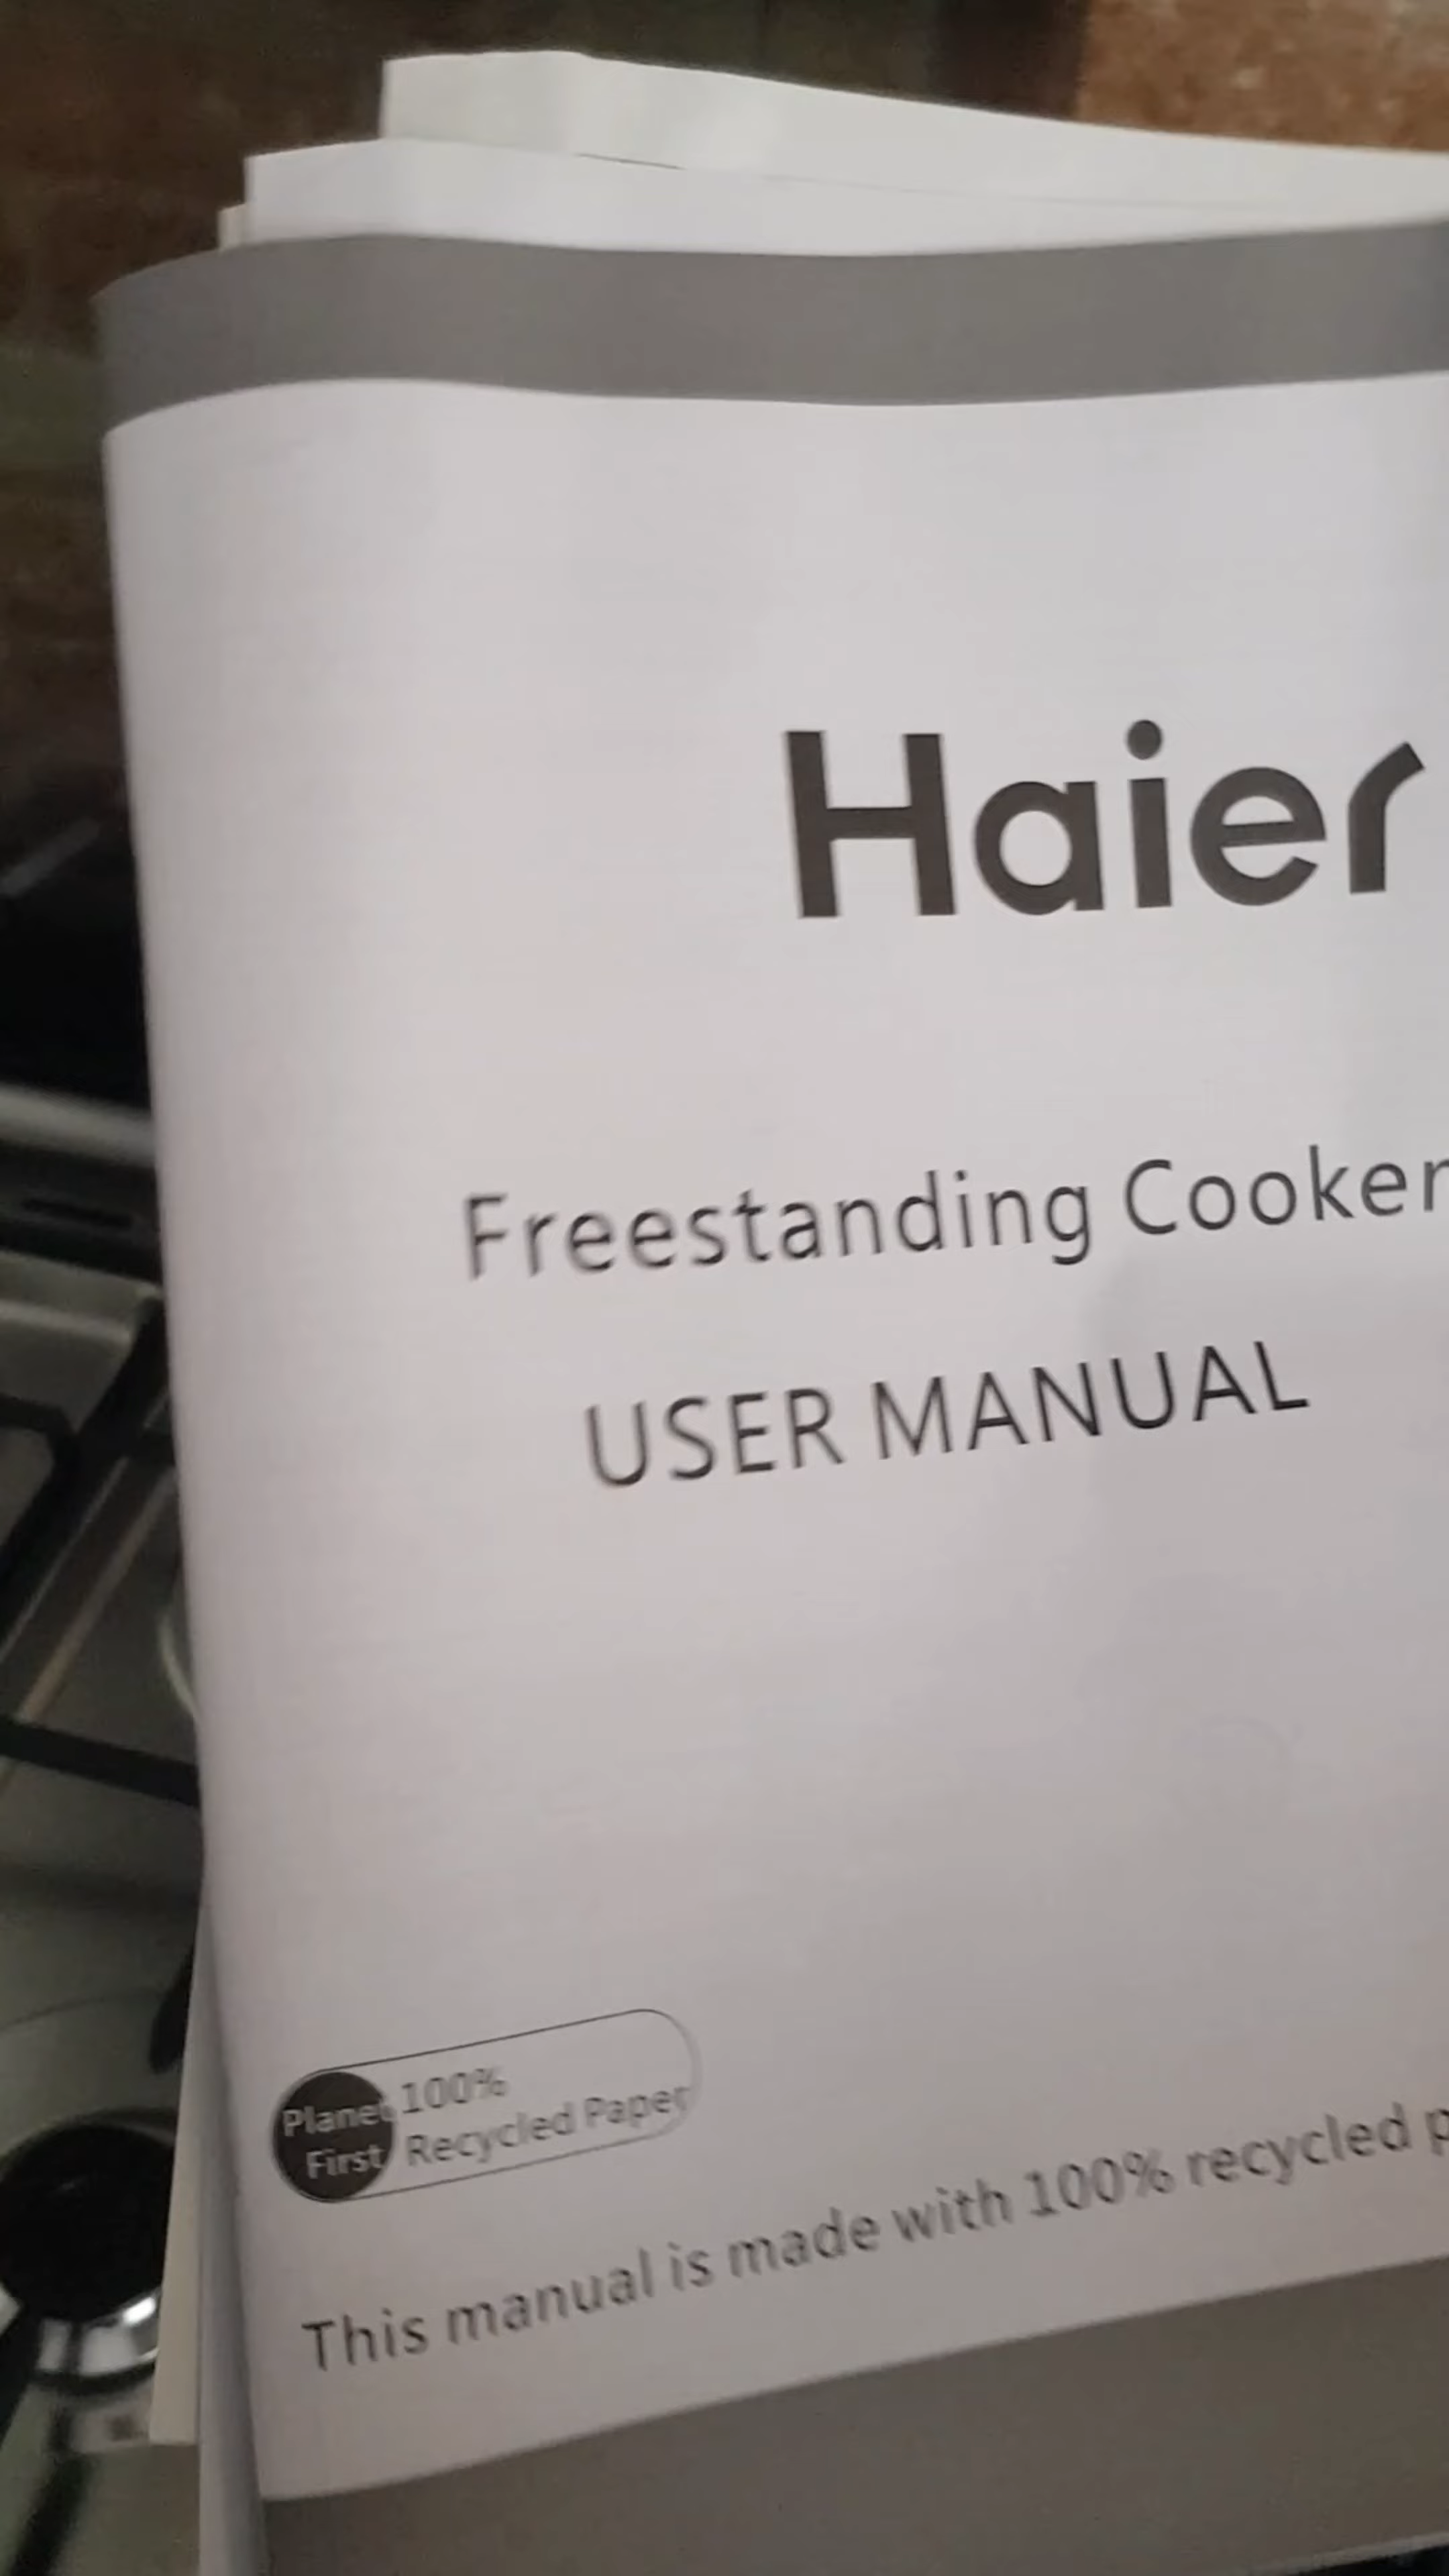 Haier
Freestanding Cooker
USER MANUAL
Planet First
100%
Recycled Paper
This manual is made with 100% recycled p